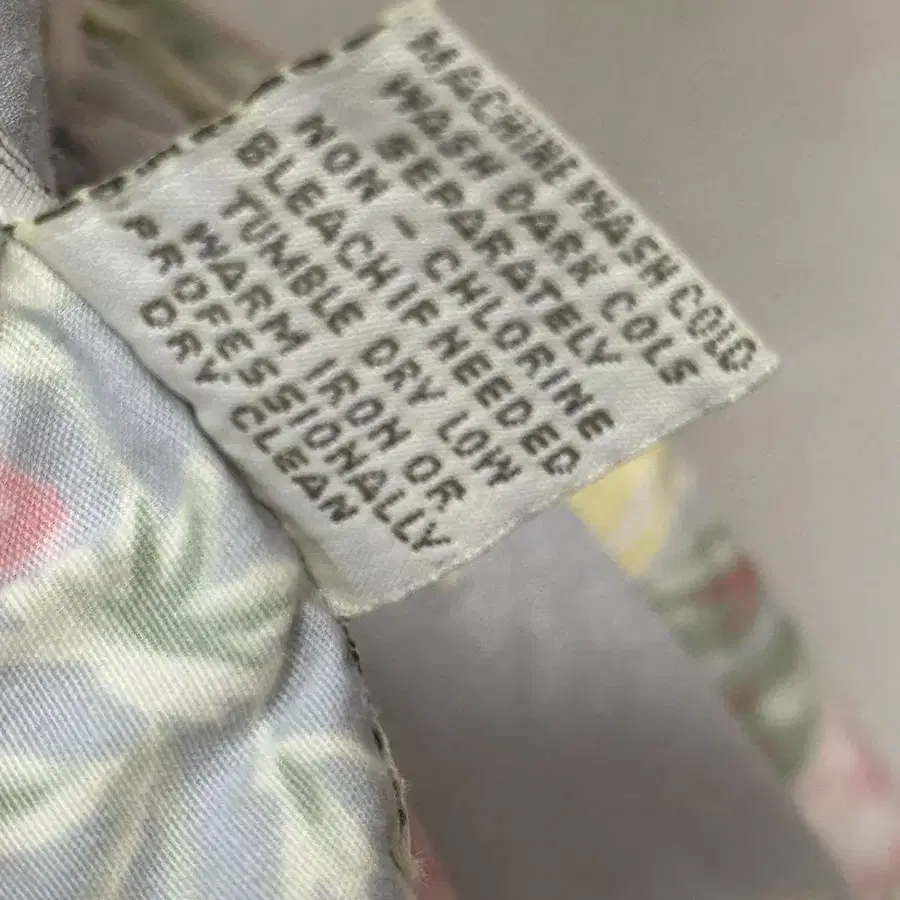 MACHINE WASH COLD
WASH DARK COLS
SEPARATELY
NON - CHLORINE
BLEACH IF NEEDED
TUMBLE DRY LOW
WARM IRON OR
PROFESSIONALLY
DRY CLEAN